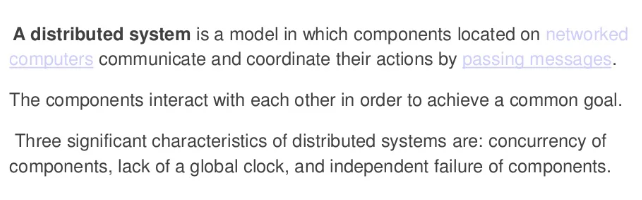 A distributed system is a model in which components located on networked
computers communicate and coordinate their actions by passing messages.
The components interact with each other in order to achieve a common goal.
Three significant characteristics of distributed systems are: concurrency of
components, lack of a global clock, and independent failure of components.